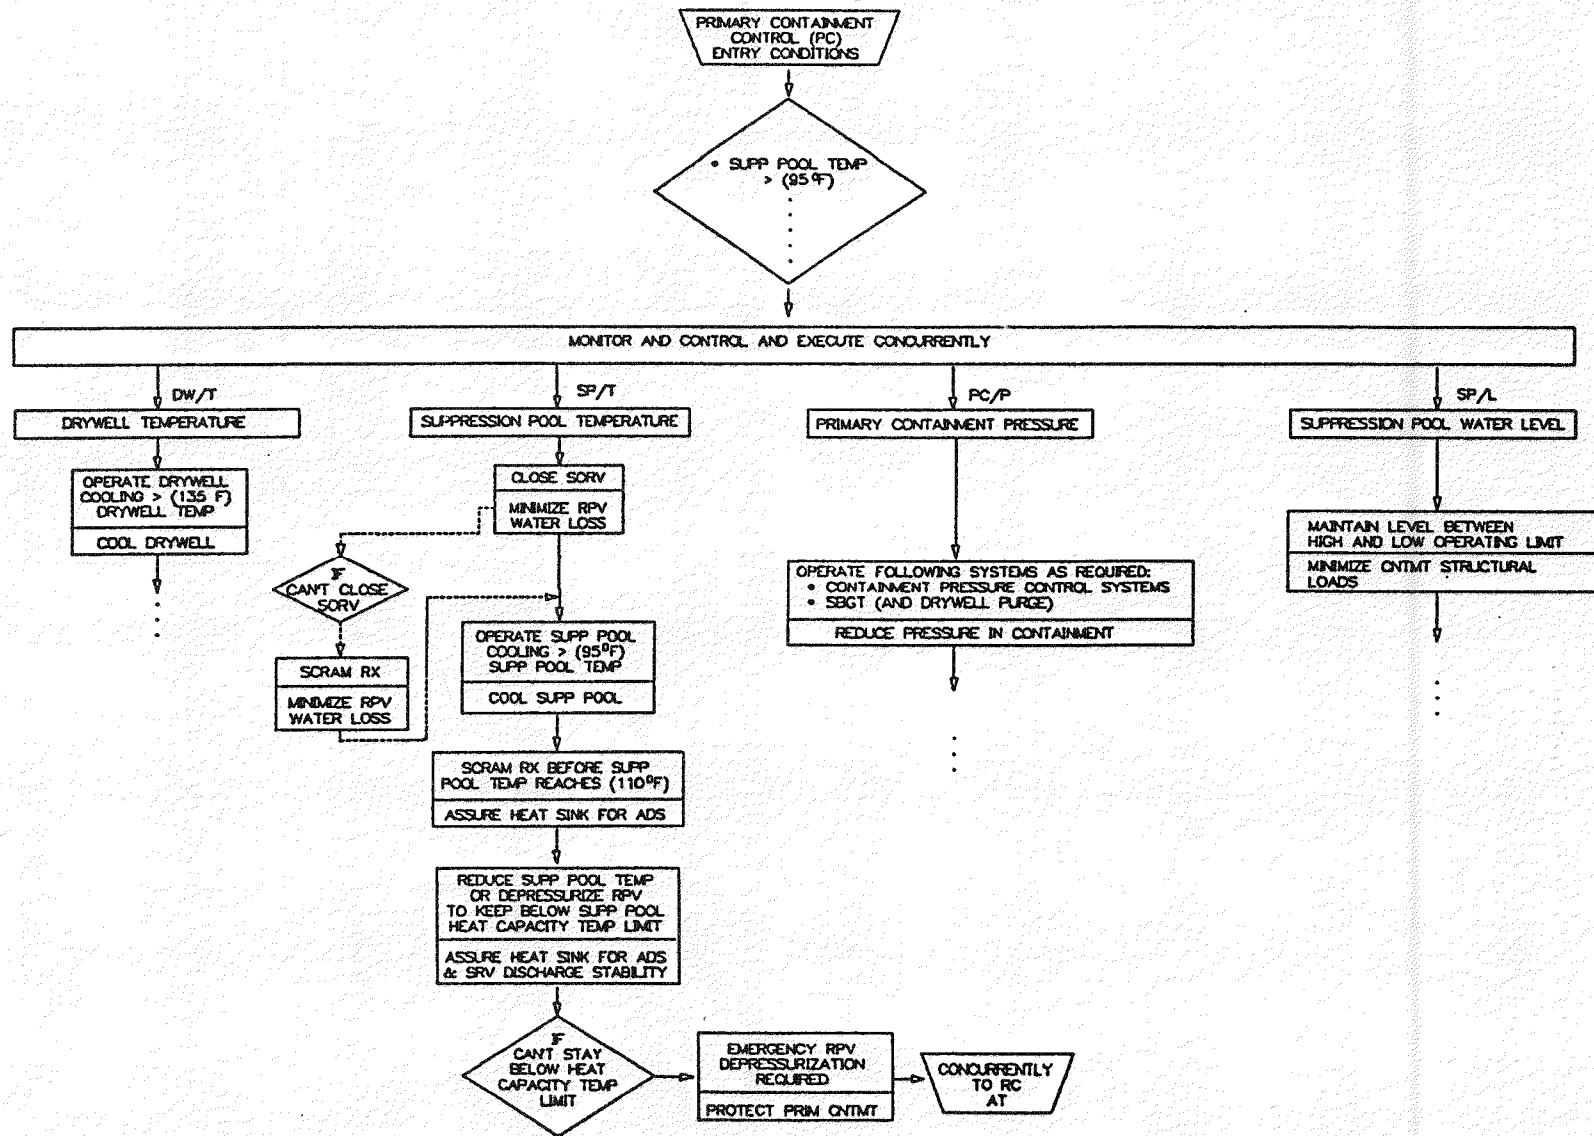 PRIMARY CONTAINMENT
CONTROL (PC)
ENTRY CONDITIONS
• SUPP POOL TEMP
> (95ºF)
MONITOR AND CONTROL AND EXECUTE CONCURRENTLY
DW/T
DRYWELL TEMPERATURE
OPERATE DRYWELL
COOLING > (135 F)
DRYWELL TEMP
COOL DRYWELL
SP/T
SUPPRESSION POOL TEMPERATURE
CLOSE SORV
MINIMIZE RPV
WATER LOSS
IF
CAN'T CLOSE
SORV
SCRAM RX
MINIMIZE RPV
WATER LOSS
OPERATE SUPP POOL
COOLING > (95ºF)
SUPP POOL TEMP
COOL SUPP POOL
SCRAM RX BEFORE SUPP
POOL TEMP REACHES (110ºF)
ASSURE HEAT SINK FOR ADS
REDUCE SUPP POOL TEMP
OR DEPRESSURIZE RPV
TO KEEP BELOW SUPP POOL
HEAT CAPACITY TEMP LIMIT
ASSURE HEAT SINK FOR ADS
& SRV DISCHARGE STABILITY
IF
CAN'T STAY
BELOW HEAT
CAPACITY TEMP
LIMIT
EMERGENCY RPV
DEPRESSURIZATION
REQUIRED
PROTECT PRIM CNTMT
CONCURRENTLY
TO RC
AT
PC/P
PRIMARY CONTAINMENT PRESSURE
OPERATE FOLLOWING SYSTEMS AS REQUIRED:
• CONTAINMENT PRESSURE CONTROL SYSTEMS
• SBGT (AND DRYWELL PURGE)
REDUCE PRESSURE IN CONTAINMENT
SP/L
SUPPRESSION POOL WATER LEVEL
MAINTAIN LEVEL BETWEEN
HIGH AND LOW OPERATING LIMIT
MINIMIZE CNTMT STRUCTURAL
LOADS